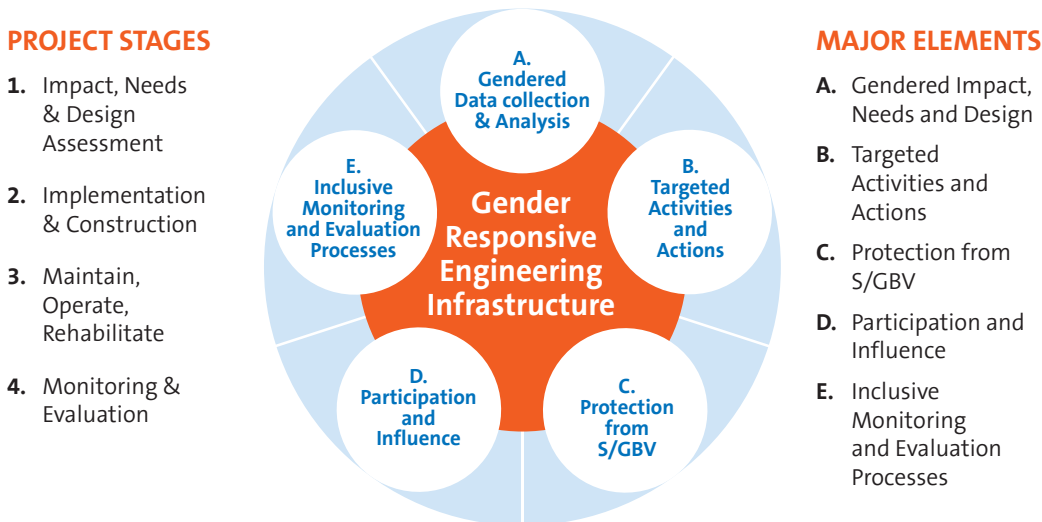 PROJECT STAGES
1. Impact, Needs
& Design
Assessment
2. Implementation
& Construction
3. Maintain,
Operate,
Rehabilitate
4. Monitoring &
Evaluation
A.
Gendered
Data collection
& Analysis
B.
Targeted
Activities
and
Actions
C.
Protection
from
S/GBV
D.
Participation
and
Influence
E.
Inclusive
Monitoring
and Evaluation
Processes
Gender
Responsive
Engineering
Infrastructure
MAJOR ELEMENTS
A. Gendered Impact,
Needs and Design
B. Targeted
Activities and
Actions
C. Protection from
S/GBV
D. Participation and
Influence
E. Inclusive
Monitoring
and Evaluation
Processes